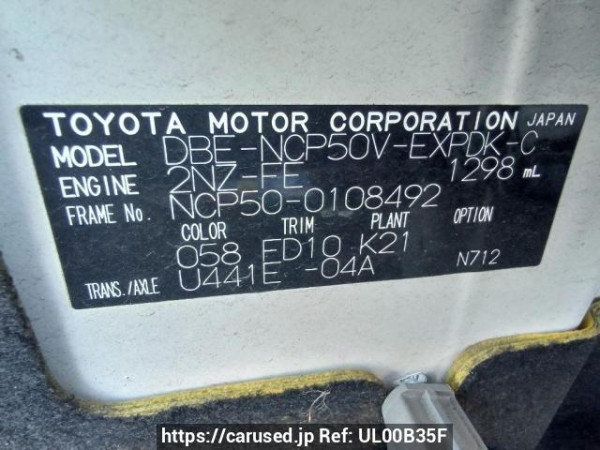 TOYOTA MOTOR CORPORATION JAPAN
MODEL DBE-NCP50V-EXPDK-C
ENGINE 2NZ-FE 1298 mL
FRAME No. NCP50-0108492
COLOR TRIM PLANT OPTION
058 ED10 K21
TRANS./AXLE U441E -04A N712
https://carused.jp Ref: UL00B35F